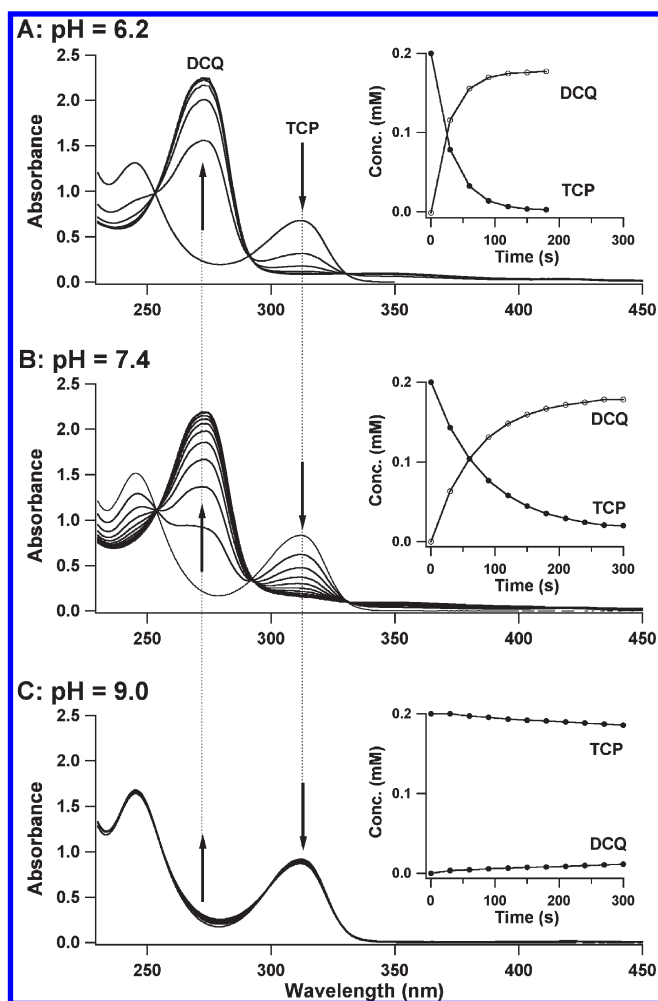 A: pH = 6.2
2.5
2.0
1.5
1.0
0.5
0.0
Absorbance
DCQ
TCP
250
300
350
400
450
0.2
0.1
0.0
Conc. (mM)
DCQ
TCP
0
100
200
300
Time (s)
B: pH = 7.4
2.5
2.0
1.5
1.0
0.5
0.0
Absorbance
250
300
350
400
450
0.2
0.1
0.0
Conc. (mM)
DCQ
TCP
0
100
200
300
Time (s)
C: pH = 9.0
2.5
2.0
1.5
1.0
0.5
0.0
Absorbance
250
300
350
400
450
Wavelength (nm)
0.2
0.1
0.0
Conc. (mM)
TCP
DCQ
0
100
200
300
Time (s)